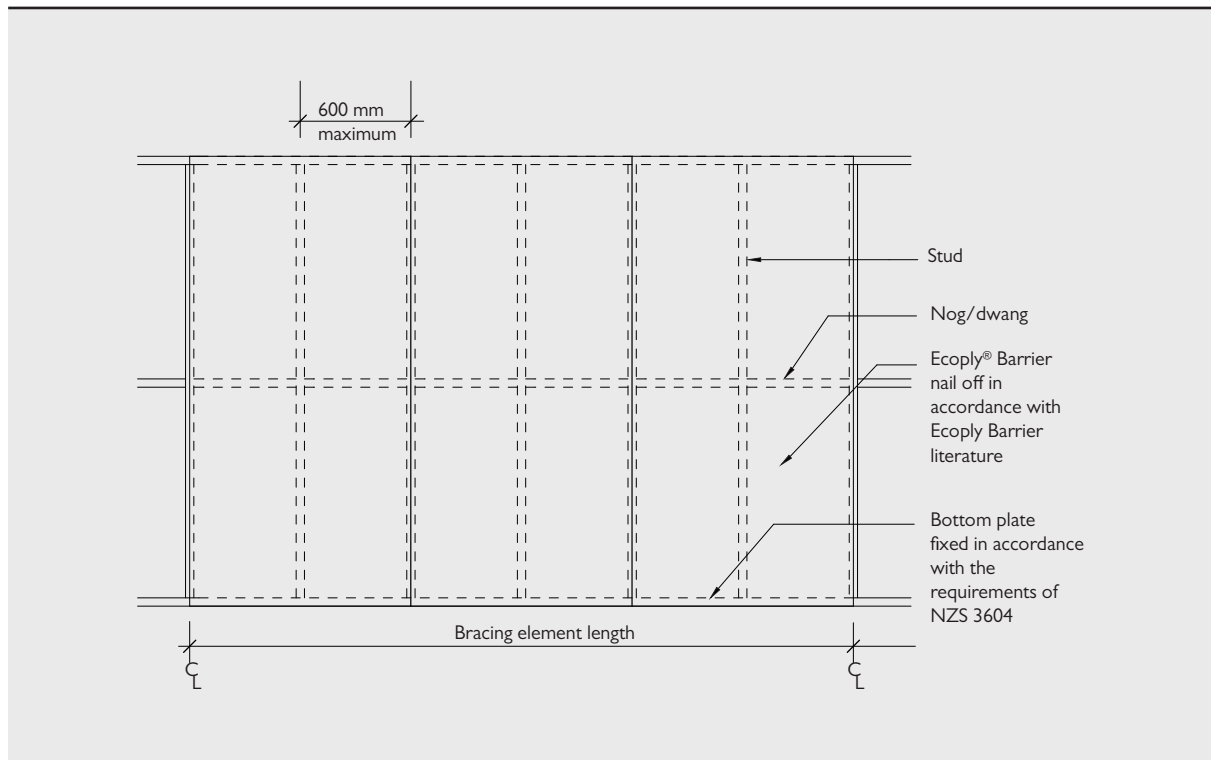 600 mm
maximum
Stud
Nog/dwang
Ecoply® Barrier
nail off in
accordance with
Ecoply Barrier
literature
Bottom plate
fixed in accordance
with the
requirements of
NZS 3604
Bracing element length
C
L
C
L